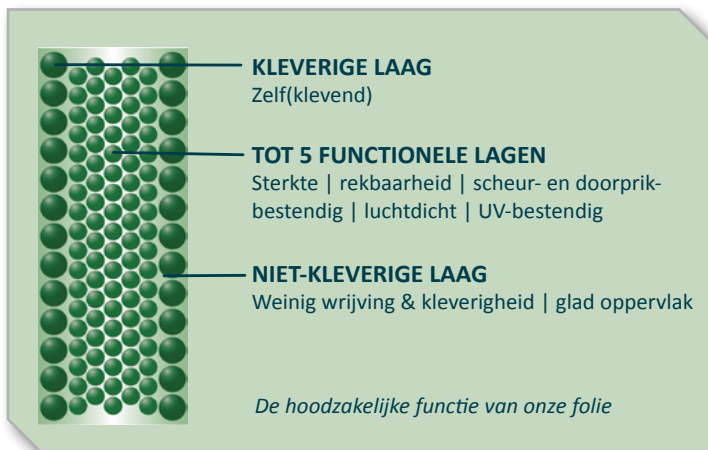 KLEVERIGE LAAG
Zelf(klevend)
TOT 5 FUNCTIONELE LAGEN
Sterkte | rekbaarheid | scheur- en doorprik-
bestendig | luchtdicht | UV-bestendig
NIET-KLEVERIGE LAAG
Weinig wrijving & kleverigheid | glad oppervlak
De hoodzakelijke functie van onze folie